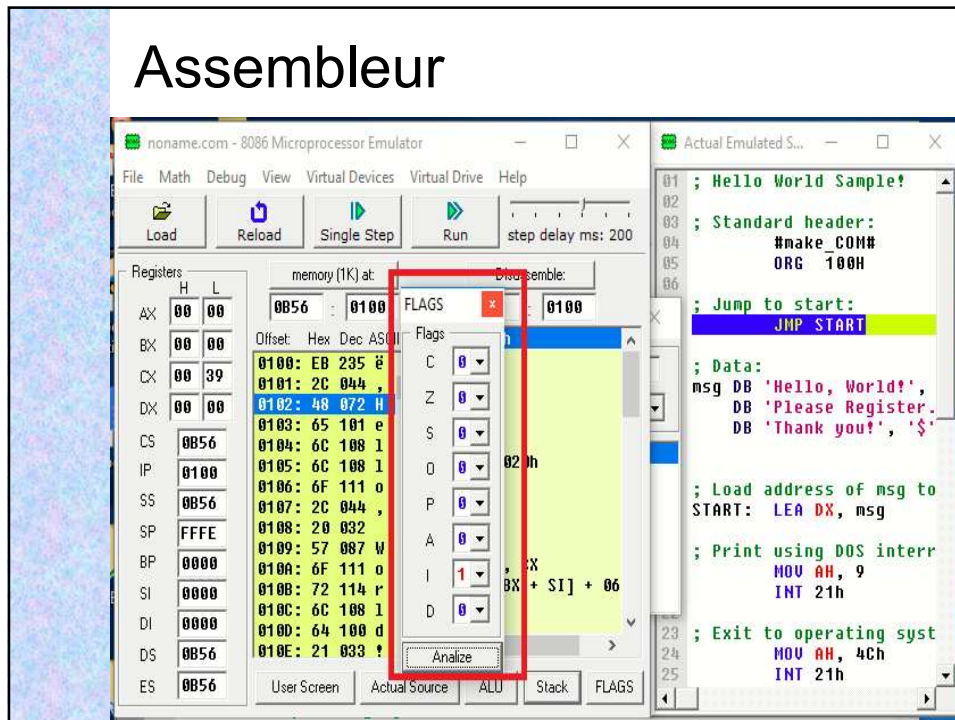 Assembleur
noname.com - 8086 Microprocessor Emulator
File Math Debug View Virtual Devices Virtual Drive Help
Load Reload Single Step Run step delay ms: 200
Registers
H L
AX 00 00
BX 00 00
CX 00 39
DX 00 00
CS 0B56
IP 0100
SS 0B56
SP FFFE
BP 0000
SI 0000
DI 0000
DS 0B56
ES 0B56
memory (1K) at: Disassemble:
0B56 : 0100 : 0100
Offset: Hex Dec ASCII
0100: EB 235 ë
0101: 2C 044 ,
0102: 48 072 H
0103: 65 101 e
0104: 6C 108 l
0105: 6C 108 l
0106: 6F 111 o
0107: 2C 044 ,
0108: 20 032
0109: 57 087 W
010A: 6F 111 o
010B: 72 114 r
010C: 6C 108 l
010D: 64 100 d
010E: 21 033 !
h
02 h
, CX
BX + SI] + 06
FLAGS x
Flags
C 0
Z 0
S 0
O 0
P 0
A 0
I 1
D 0
Analize
User Screen Actual Source ALU Stack FLAGS
Actual Emulated S...
01 ; Hello World Sample!
02
03 ; Standard header:
04 #make_COM#
05 ORG 100H
06
; Jump to start:
JMP START
; Data:
msg DB 'Hello, World!',
DB 'Please Register.
DB 'Thank you!', '$'
; Load address of msg to
START: LEA DX, msg
; Print using DOS interr
MOV AH, 9
INT 21h
23 ; Exit to operating syst
24 MOV AH, 4Ch
25 INT 21h